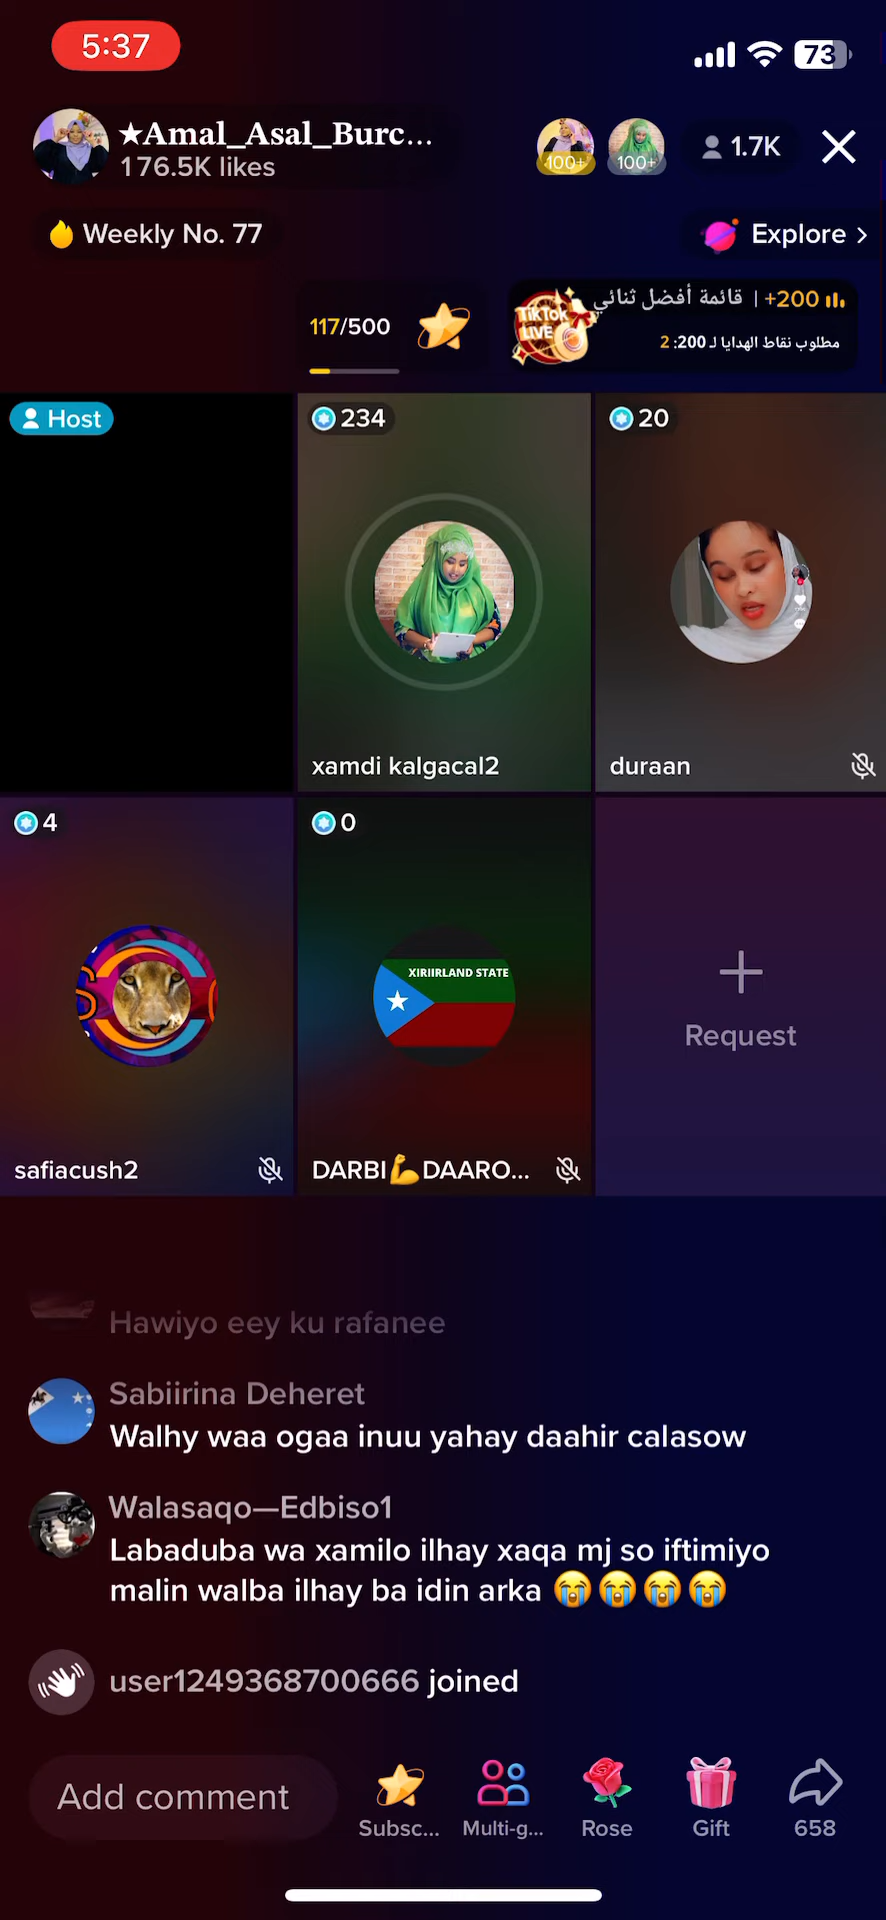 5:37
73
★Amal_Asal_Burc...
176.5K likes
100+
100+
1.7K
Weekly No. 77
Explore >
117/500
TikTok
LIVE
قائمة أفضل ثنائي | +200
مطلوب نقاط الهدايا لـ 200: 2
Host
234
20
xamdi kalgacal2
duraan
4
0
XIRIIRLAND STATE
Request
safiacush2
DARBI💪DAARO...
Hawiyo eey ku rafanee
Sabiirina Deheret
Walhy waa ogaa inuu yahay daahir calasow
Walasaqo—Edbiso1
Labaduba wa xamilo ilhay xaqa mj so iftimiyo
malin walba ilhay ba idin arka 😭😭😭😭
user1249368700666 joined
Add comment
Subsc...
Multi-g...
Rose
Gift
658